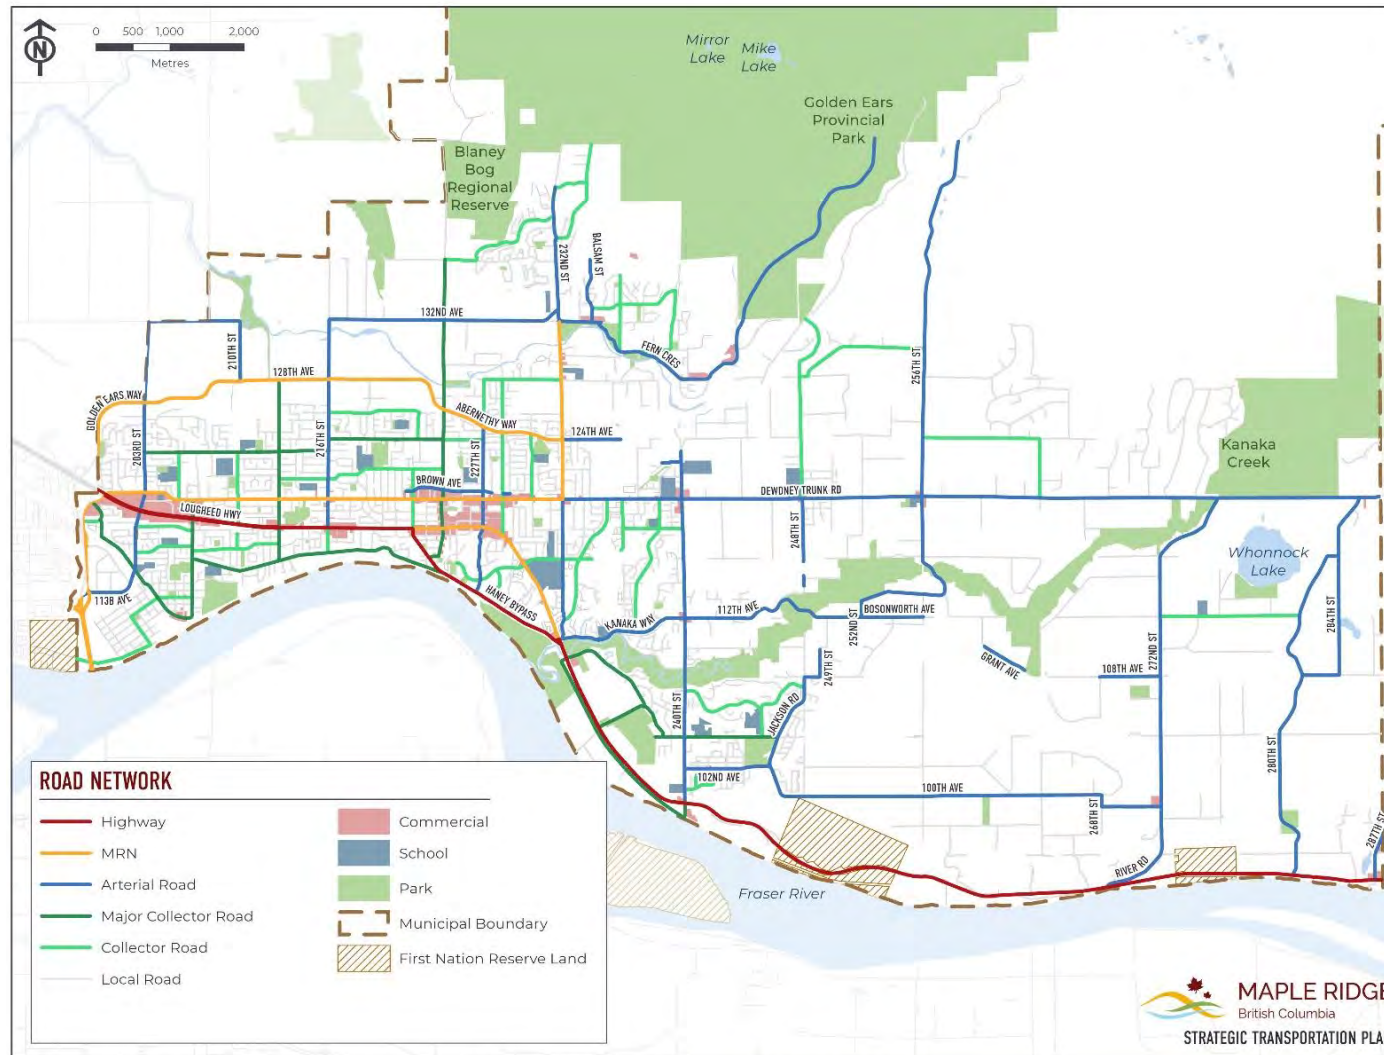 N
0 500 1,000 2,000
Metres
Mirror
Lake
Mike
Lake
Golden Ears
Provincial
Park
Blaney
Bog
Regional
Reserve
232ND ST
BALSAM ST
132ND AVE
210TH ST
FERN CRES
256TH ST
128TH AVE
GOLDEN EARS WAY
ABERNETHY WAY
203RD ST
216TH ST
227TH ST
124TH AVE
Kanaka
Creek
BROWN AVE
DEWDNEY TRUNK RD
LOUGHEED HWY
248TH ST
Whonnock
Lake
113B AVE
HANEY BYPASS
KANAKA WAY
112TH AVE
252ND ST
BOSONWORTH AVE
284TH ST
272ND ST
GRANT AVE
108TH AVE
249TH ST
240TH ST
JACKSON RD
280TH ST
102ND AVE
100TH AVE
268TH ST
287TH ST
RIVER RD
Fraser River
ROAD NETWORK
Highway
MRN
Arterial Road
Major Collector Road
Collector Road
Local Road
Commercial
School
Park
Municipal Boundary
First Nation Reserve Land
MAPLE RIDGE
British Columbia
STRATEGIC TRANSPORTATION PLA